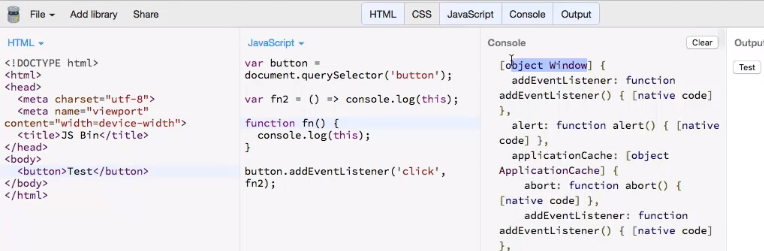 File Add library Share HTML CSS JavaScript Console Output
HTML
<!DOCTYPE html>
<html>
<head>
  <meta charset="utf-8">
  <meta name="viewport"
content="width=device-width">
  <title>JS Bin</title>
</head>
<body>
  <button>Test</button>
</body>
</html>
JavaScript
var button =
document.querySelector('button');
var fn2 = () => console.log(this);
function fn() {
  console.log(this);
}
button.addEventListener('click',
fn2);
Console Clear
[object Window] {
  addEventListener: function
addEventListener() { [native code]
},
  alert: function alert() { [native
code] },
  applicationCache: [object
ApplicationCache] {
    abort: function abort() {
[native code] },
    addEventListener: function
addEventListener() { [native code]
},
Output
Test